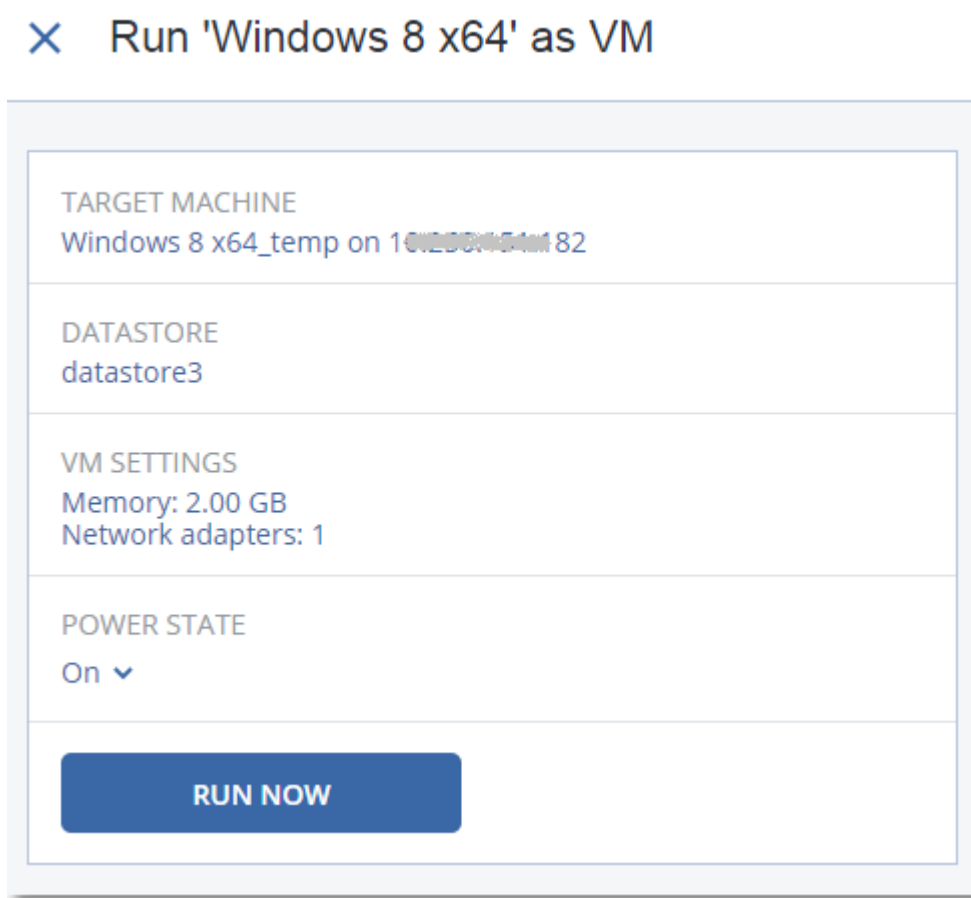 Run 'Windows 8 x64' as VM
TARGET MACHINE
Windows 8 x64_temp on 182
DATASTORE
datastore3
VM SETTINGS
Memory: 2.00 GB
Network adapters: 1
POWER STATE
On
RUN NOW